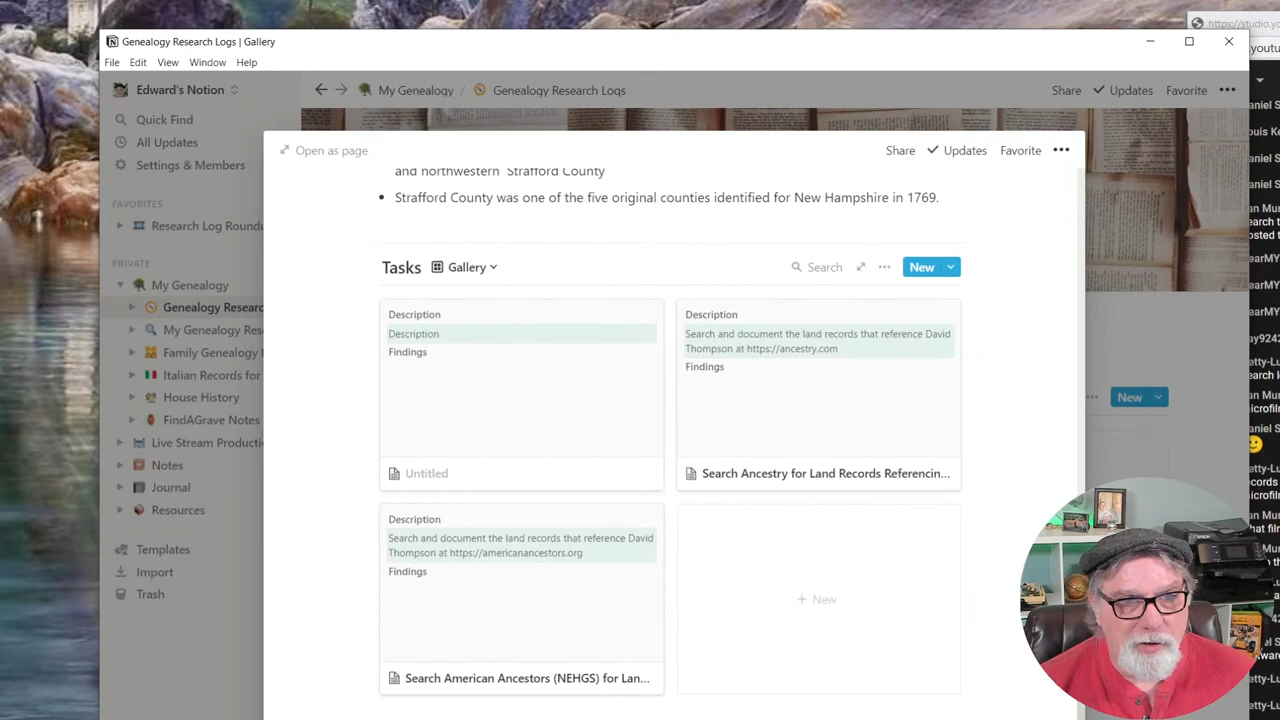 https://studio.yo
Genealogy Research Logs | Gallery
File Edit View Window Help
Edward's Notion
My Genealogy / Genealogy Research Logs
Share Updates Favorite •••
Quick Find
All Updates
Settings & Members
FAVORITES
Research Log Roundu
PRIVATE
My Genealogy
Genealogy Researc
My Genealogy Res
Family Genealogy
Italian Records for
House History
FindAGrave Notes
Live Stream Producti
Notes
Journal
Resources
Templates
Import
Trash
Open as page
Share Updates Favorite •••
and northwestern Strafford County
• Strafford County was one of the five original counties identified for New Hampshire in 1769.
Tasks Gallery
Search ••• New
Description
Description
Findings
Untitled
Description
Search and document the land records that reference David
Thompson at https://ancestry.com
Findings
Search Ancestry for Land Records Referencin...
Description
Search and document the land records that reference David
Thompson at https://americanancestors.org
Findings
Search American Ancestors (NEHGS) for Lan...
+ New
New
EPSON